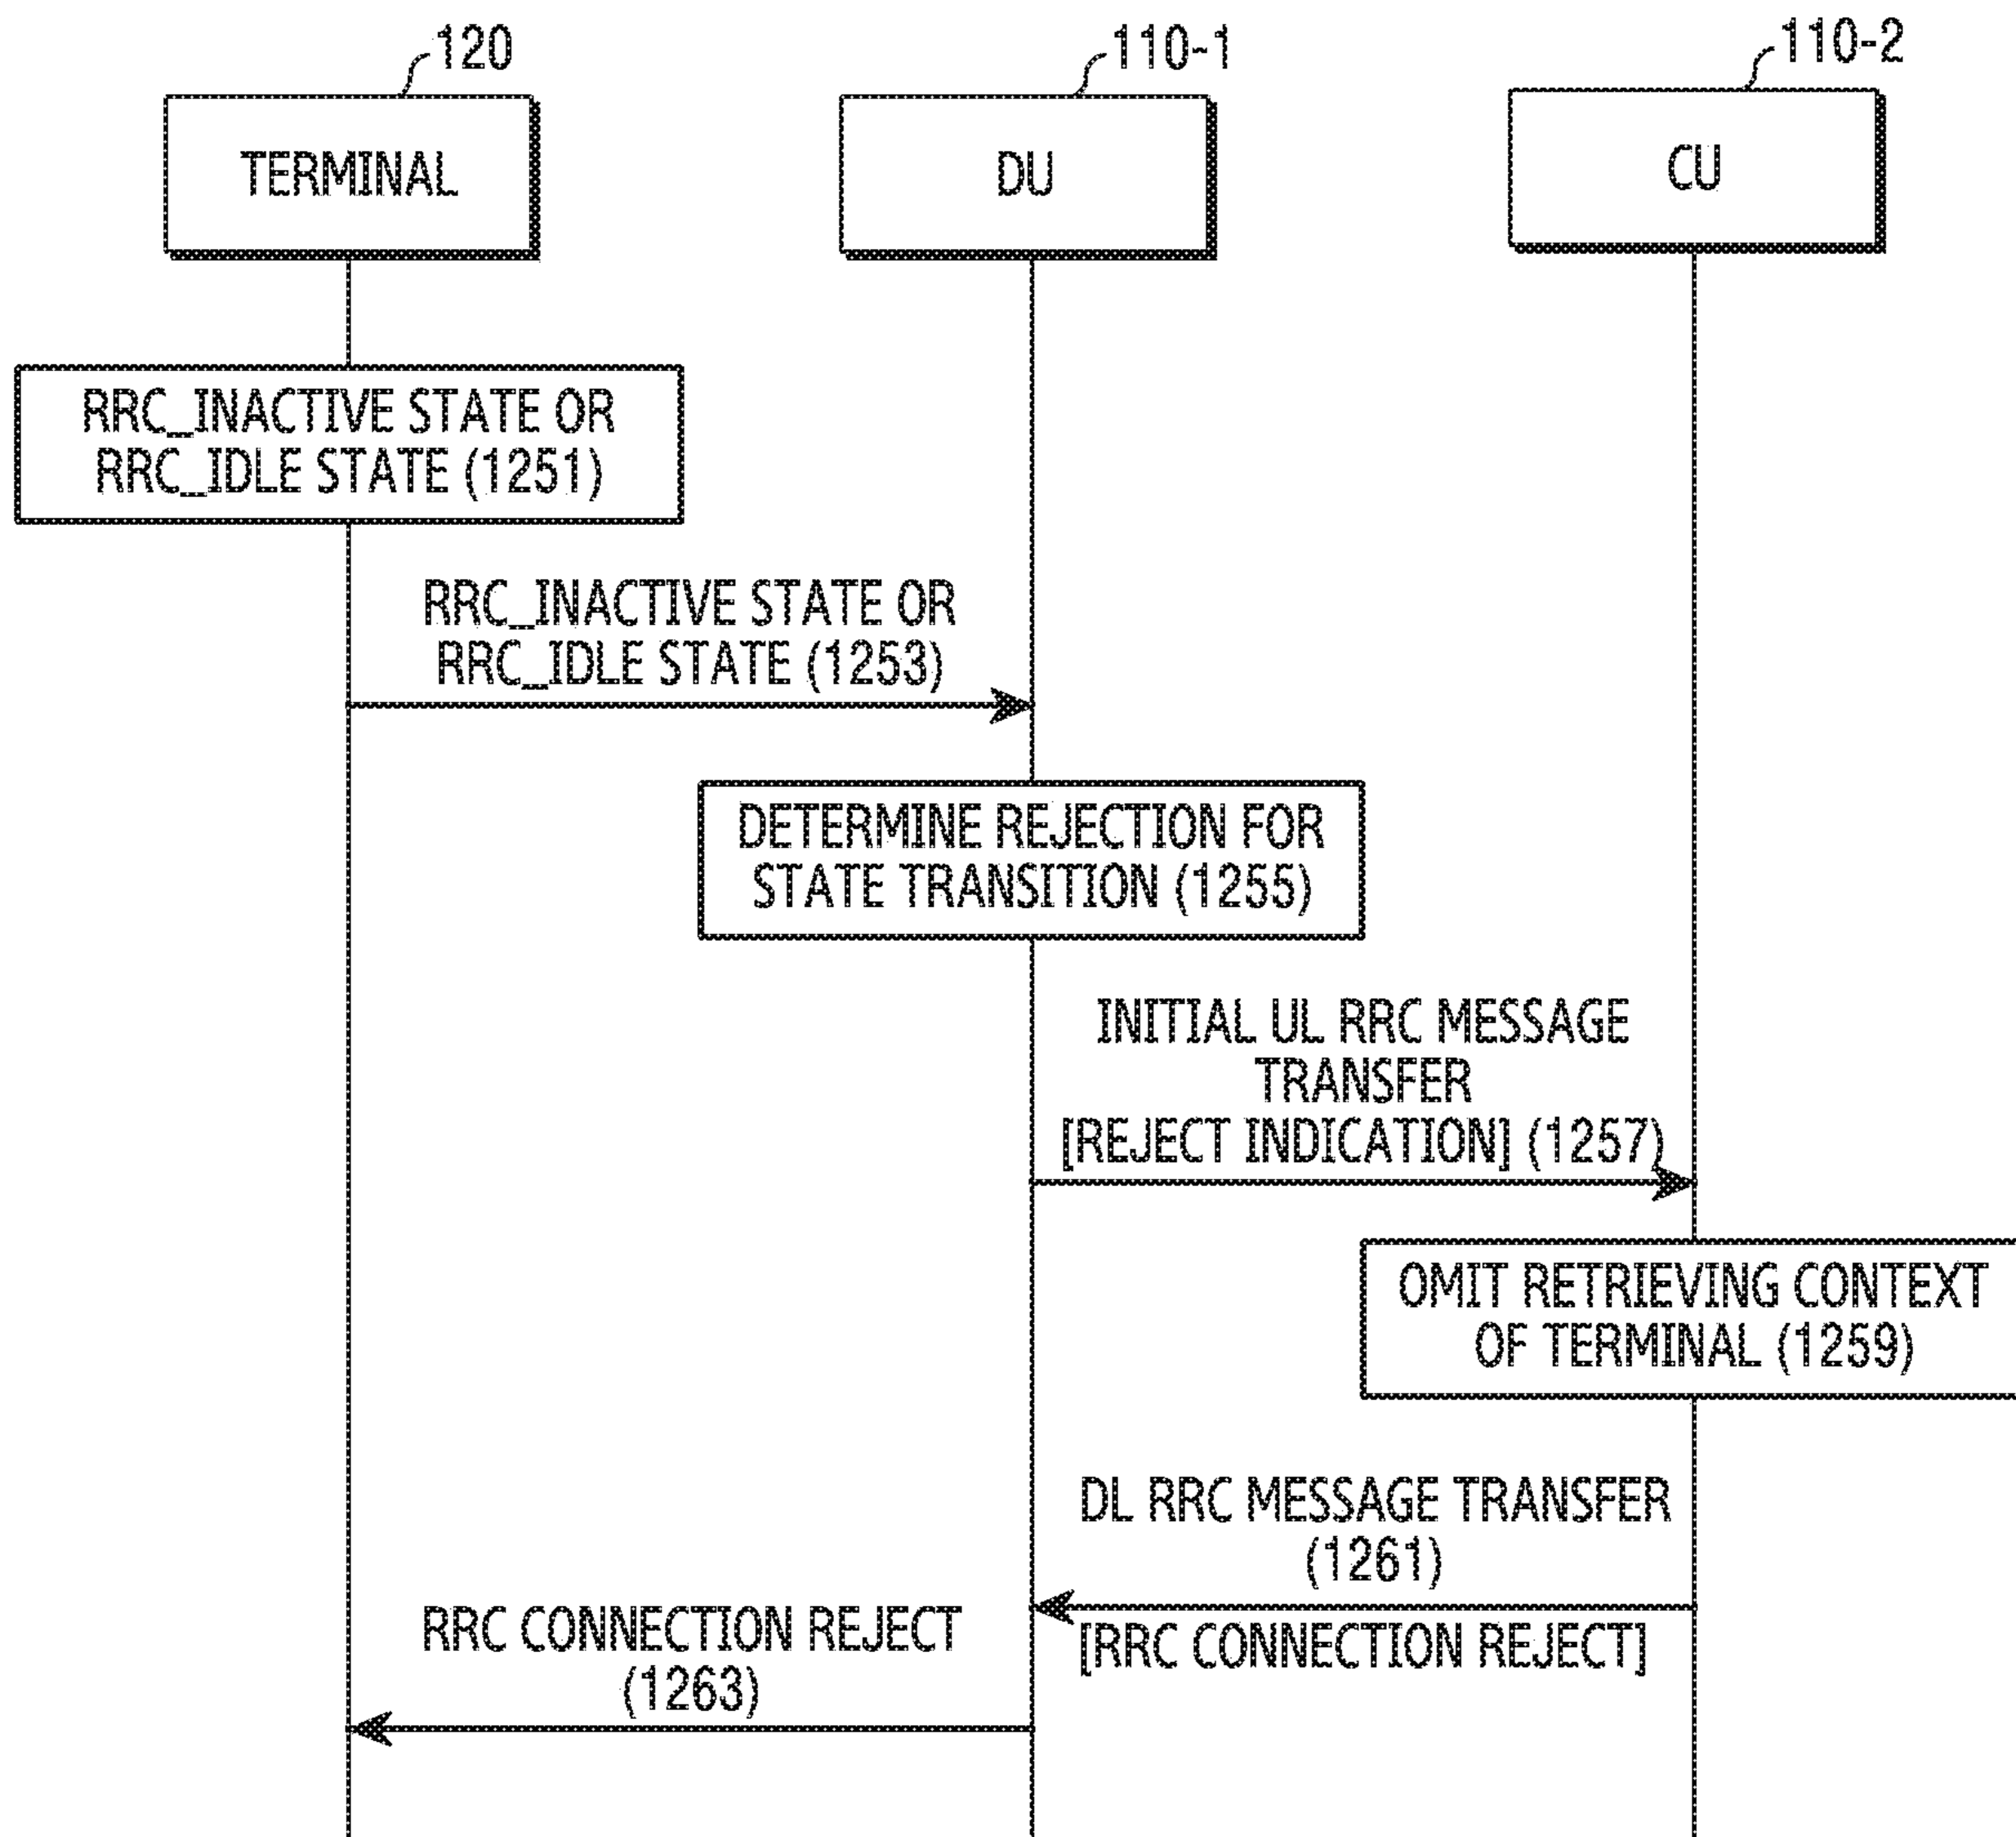 120
110-1
110-2
TERMINAL
DU
CU
RRC_INACTIVE STATE OR
RRC_IDLE STATE (1251)
RRC_INACTIVE STATE OR
RRC_IDLE STATE (1253)
DETERMINE REJECTION FOR
STATE TRANSITION (1255)
INITIAL UL RRC MESSAGE
TRANSFER
[REJECT INDICATION] (1257)
OMIT RETRIEVING CONTEXT
OF TERMINAL (1259)
DL RRC MESSAGE TRANSFER
(1261)
[RRC CONNECTION REJECT]
RRC CONNECTION REJECT
(1263)